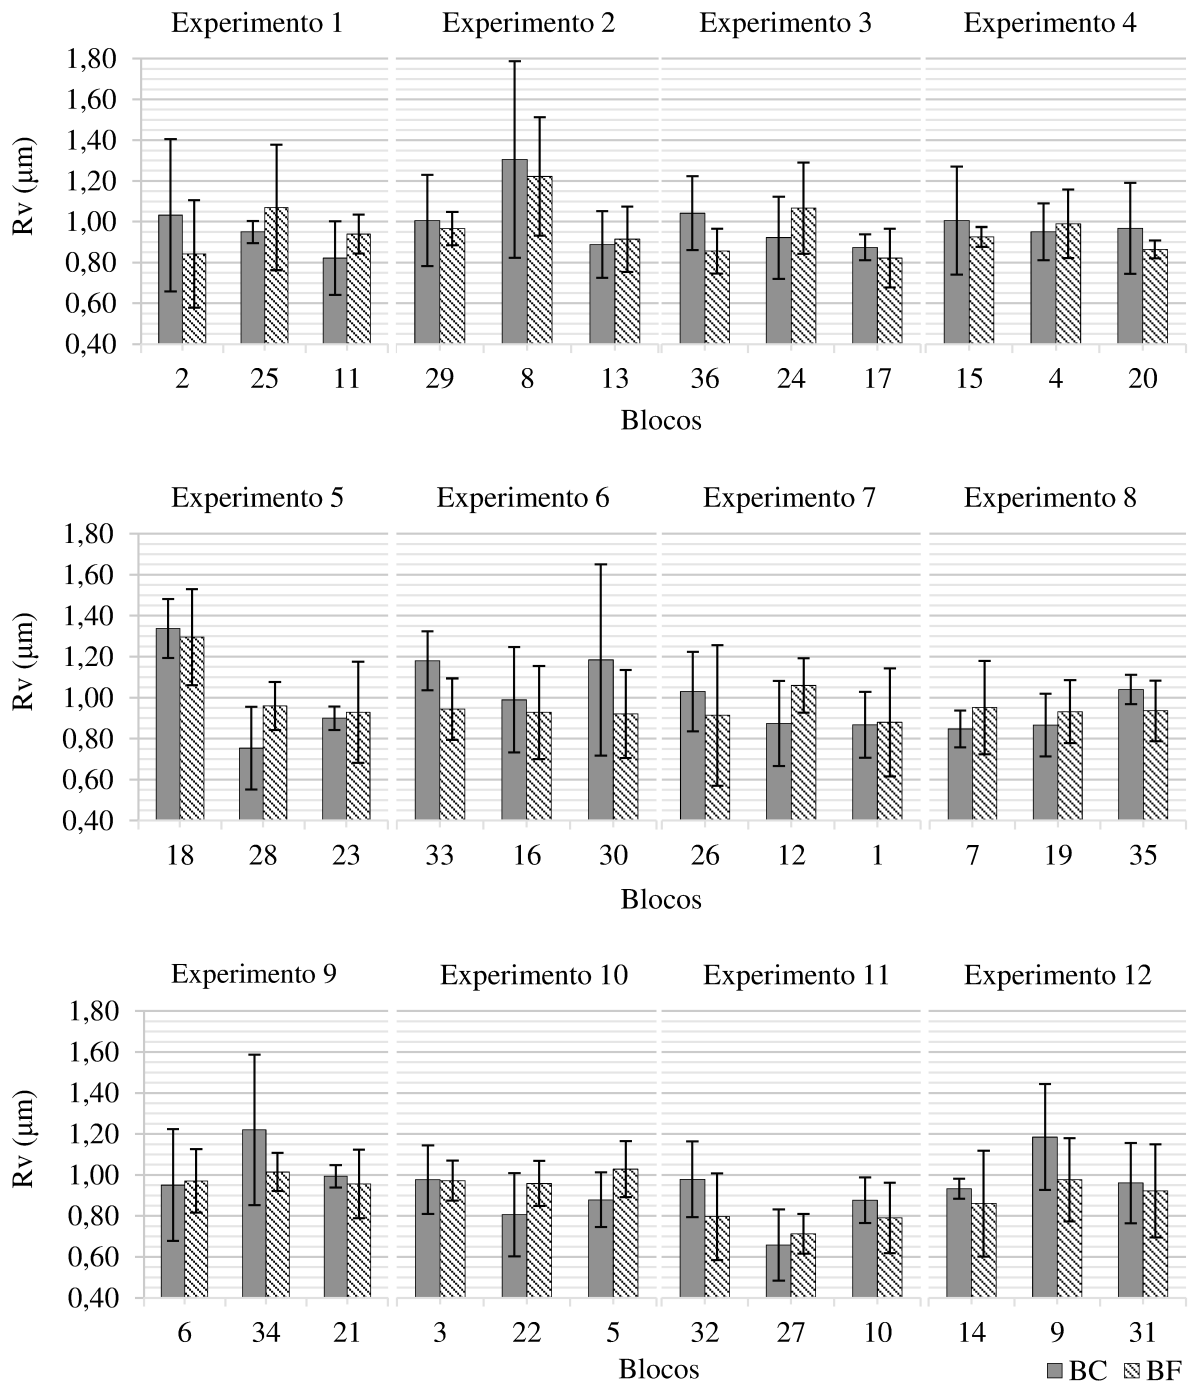 Experimento 1 Experimento 2 Experimento 3 Experimento 4
1,80
1,60
1,40
1,20
1,00
0,80
0,60
0,40
Rv (μm)
2 25 11 29 8 13 36 24 17 15 4 20
Blocos
Experimento 5 Experimento 6 Experimento 7 Experimento 8
1,80
1,60
1,40
1,20
1,00
0,80
0,60
0,40
Rv (μm)
18 28 23 33 16 30 26 12 1 7 19 35
Blocos
Experimento 9 Experimento 10 Experimento 11 Experimento 12
1,80
1,60
1,40
1,20
1,00
0,80
0,60
0,40
Rv (μm)
6 34 21 3 22 5 32 27 10 14 9 31
Blocos
BC BF